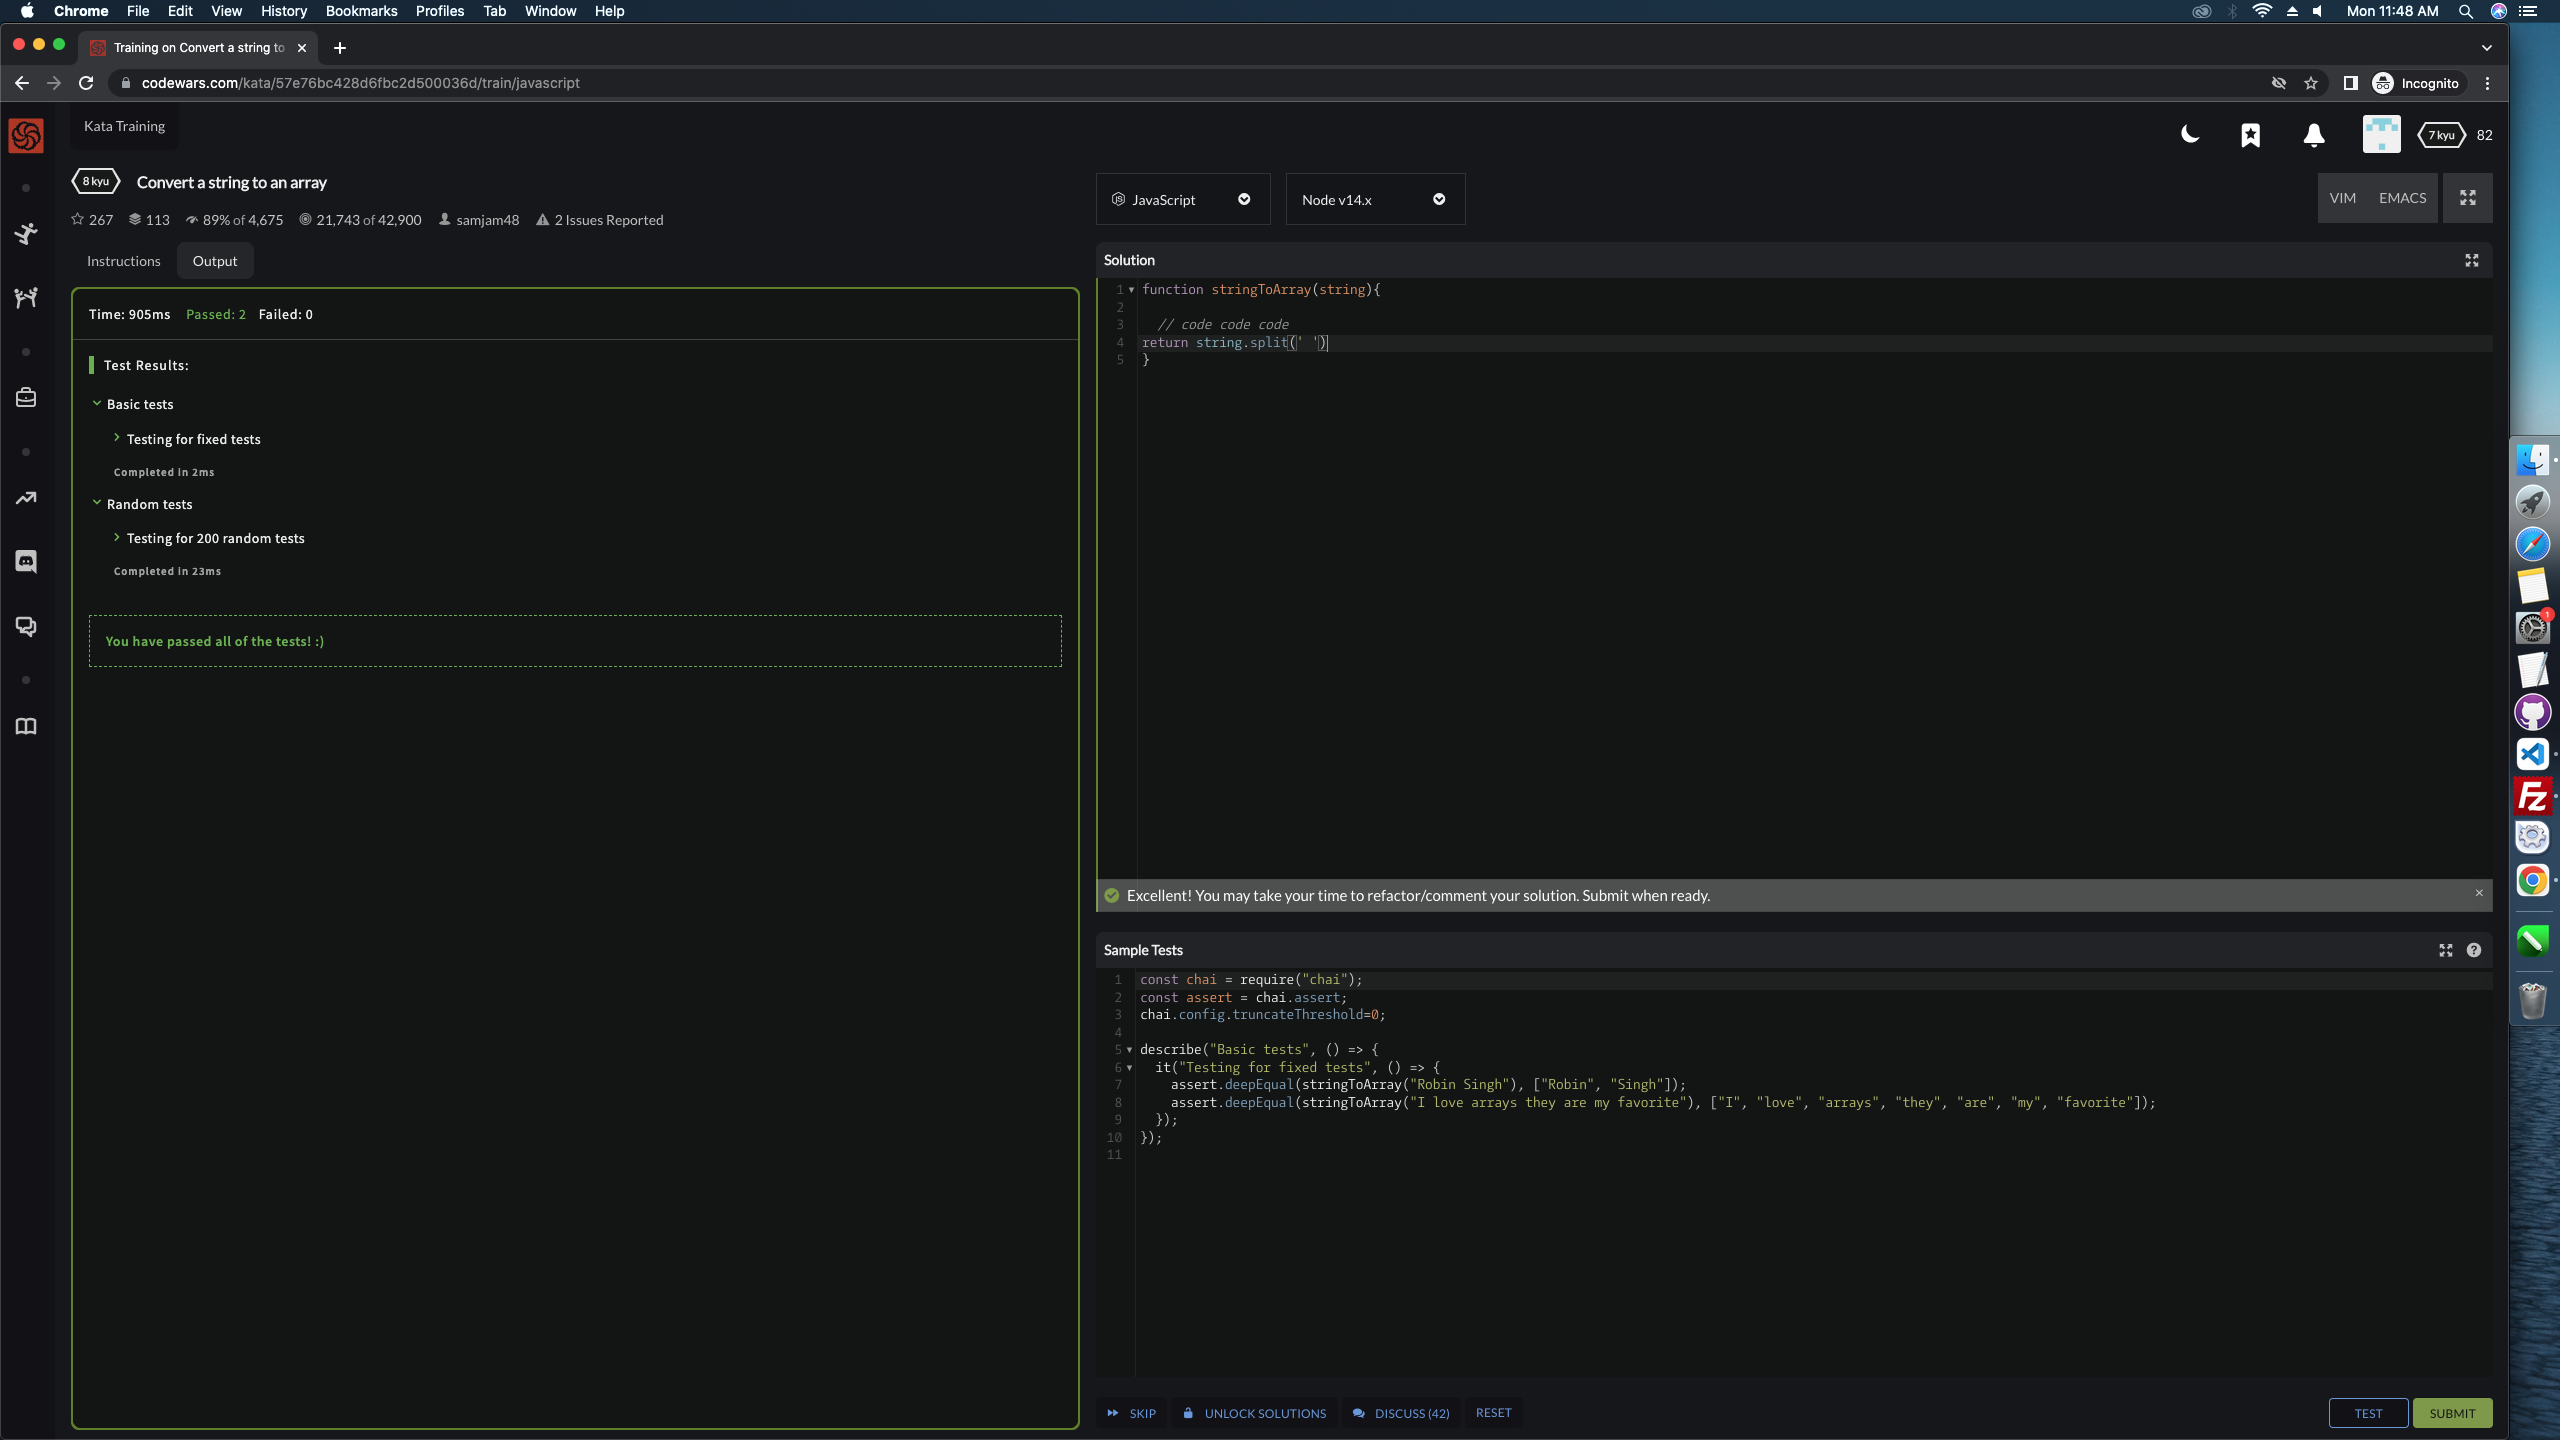 Chrome File Edit View History Bookmarks Profiles Tab Window Help Mon 11:48 AM
Training on Convert a string to
codewars.com/kata/57e76bc428d6fbc2d500036d/train/javascript Incognito
Kata Training
7 kyu 82
8 kyu Convert a string to an array
267 113 89% of 4,675 21,743 of 42,900 samjam48 2 Issues Reported
Instructions Output
Time: 905ms Passed: 2 Failed: 0
Test Results:
Basic tests
Testing for fixed tests
Completed in 2ms
Random tests
Testing for 200 random tests
Completed in 23ms
You have passed all of the tests! :)
JavaScript Node v14.x VIM EMACS
Solution
1 function stringToArray(string){
2
3 // code code code
4 return string.split(' ')
5 }
Excellent! You may take your time to refactor/comment your solution. Submit when ready.
Sample Tests
1 const chai = require("chai");
2 const assert = chai.assert;
3 chai.config.truncateThreshold=0;
4
5 describe("Basic tests", () => {
6 it("Testing for fixed tests", () => {
7 assert.deepEqual(stringToArray("Robin Singh"), ["Robin", "Singh"]);
8 assert.deepEqual(stringToArray("I love arrays they are my favorite"), ["I", "love", "arrays", "they", "are", "my", "favorite"]);
9 });
10 });
11
SKIP UNLOCK SOLUTIONS DISCUSS (42) RESET TEST SUBMIT
1
Fz